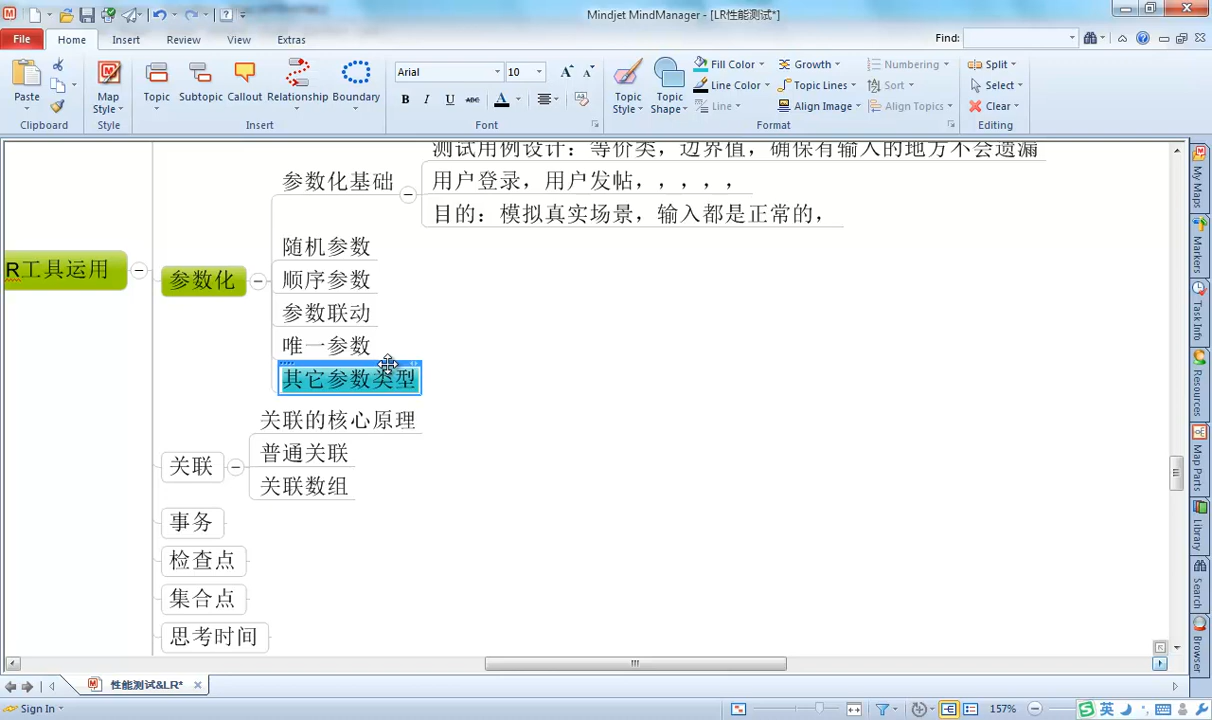 Mindjet MindManager - [LR性能测试*]
File
Home
Insert
Review
View
Extras
Find:
Paste
Map Style
Topic
Subtopic
Callout
Relationship
Boundary
Arial
10
B I U abc A
Topic Style
Topic Shape
Fill Color
Line Color
Line
Growth
Topic Lines
Align Image
Numbering
Sort
Align Topics
Split
Select
Clear
Clipboard
Style
Insert
Font
Format
Editing
测试用例设计：等价类，边界值，确保有输入的地方不会遗漏
参数化基础
用户登录，用户发帖，，，，，
目的：模拟真实场景，输入都是正常的，
随机参数
R工具运用
参数化
顺序参数
参数联动
唯一参数
其它参数类型
关联的核心原理
普通关联
关联
关联数组
事务
检查点
集合点
思考时间
My Maps
Markers
Task Info
Resources
Map Parts
Library
Search
Browser
性能测试&LR*
Sign In
157%
英